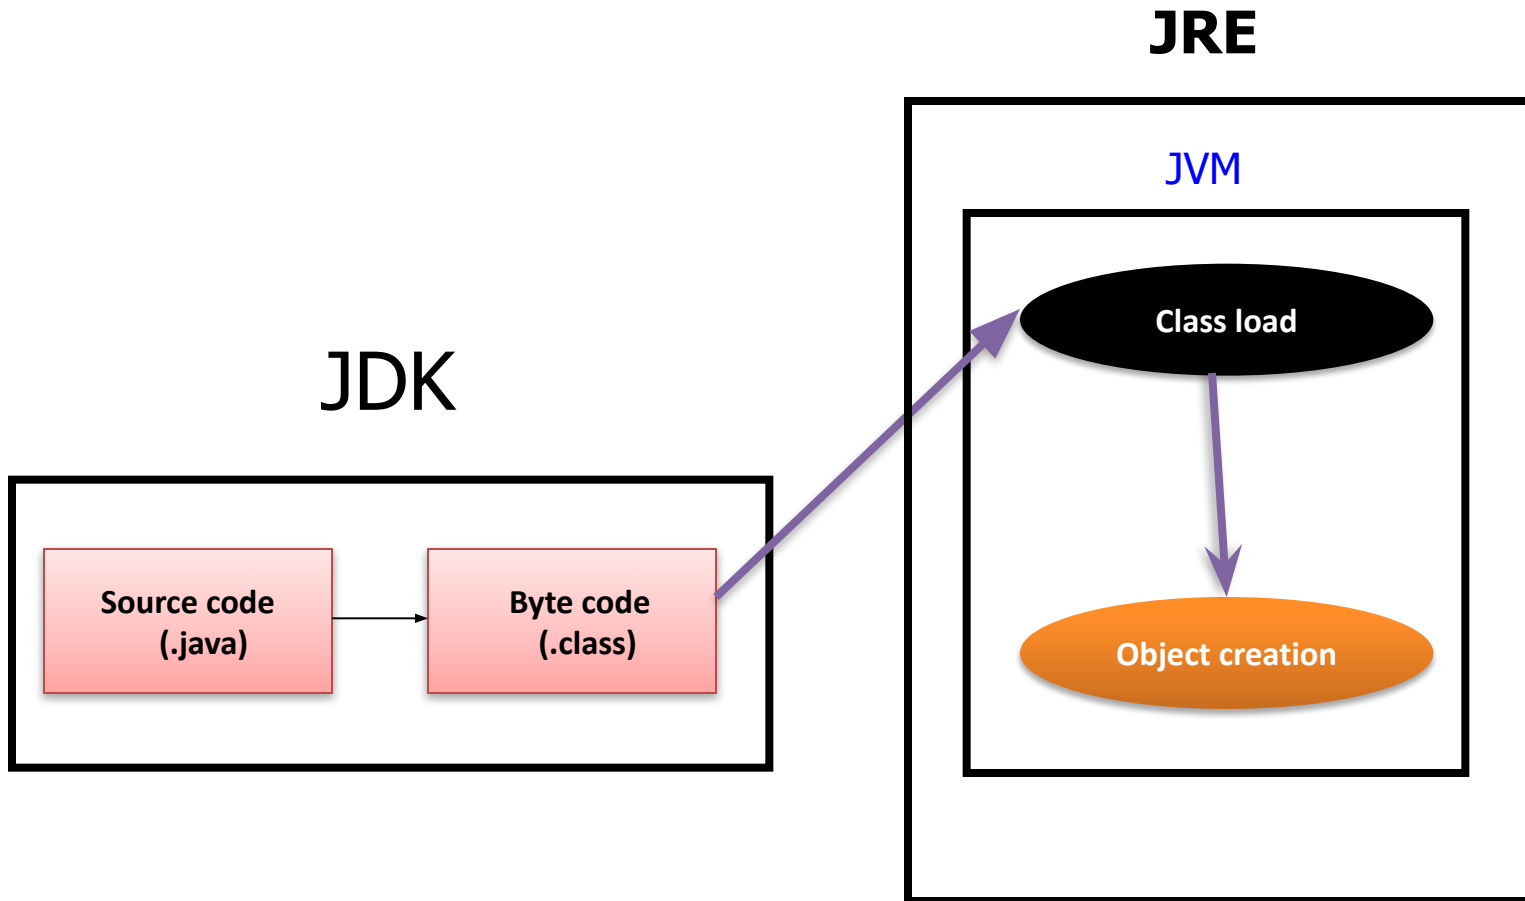 JRE
JVM
Class load
JDK
Source code
(.java)
Byte code
(.class)
Object creation